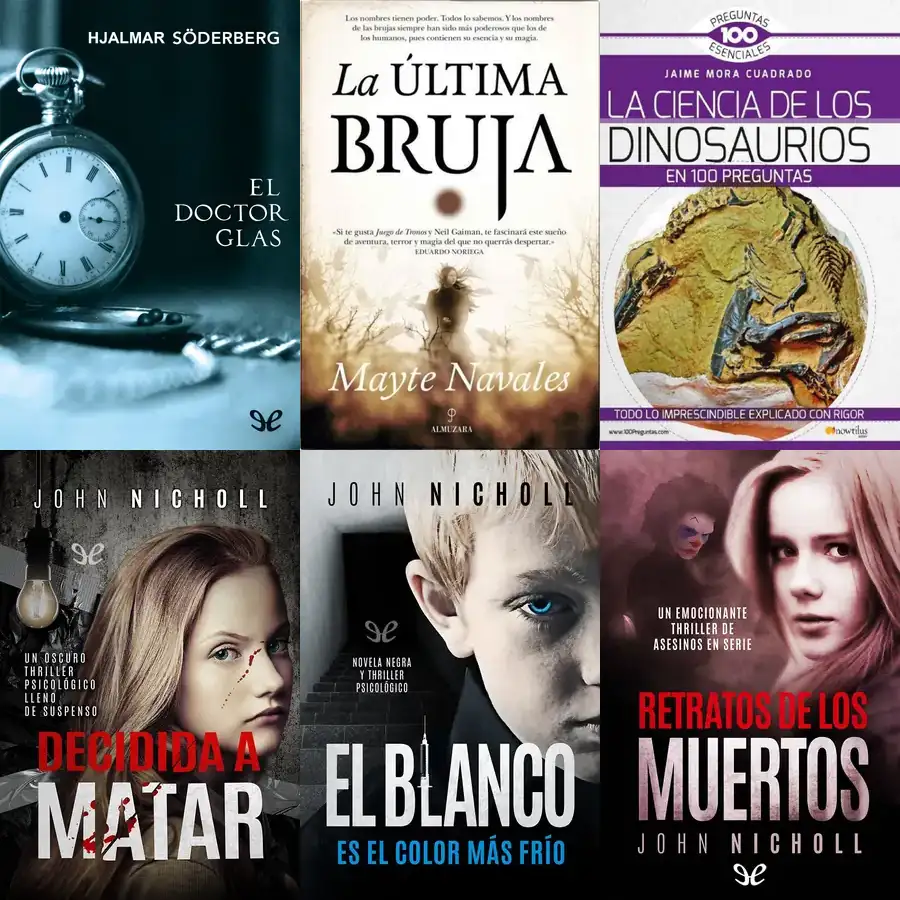 HJALMAR SÖDERBERG
EL
DOCTOR
GLAS
Los nombres tienen poder. Todos lo sabemos. Y los nombres
de las brujas siempre han sido más poderosos que los de
los humanos, pues contienen su esencia y su magia.
La ÚLTIMA
BRUJA
«Si te gusta Juego de Tronos y Neil Gaiman, te fascinará este sueño
de aventura, terror y magia del que no querrás despertar.»
EDUARDO NORIEGA
Mayte Navales
ALMUZARA
PREGUNTAS
100
ESENCIALES
JAIME MORA CUADRADO
LA CIENCIA DE LOS
DINOSAURIOS
EN 100 PREGUNTAS
TODO LO IMPRESCINDIBLE EXPLICADO CON RIGOR
www.100Preguntas.com
nowtilus
JOHN NICHOLL
UN OSCURO
THRILLER
PSICOLÓGICO
LLENO
DE SUSPENSO
DECIDIDA A
MATAR
JOHN NICHOLL
NOVELA NEGRA
Y THRILLER
PSICOLÓGICO
EL BLANCO
ES EL COLOR MÁS FRÍO
UN EMOCIONANTE
THRILLER DE
ASESINOS EN SERIE
RETRATOS DE LOS
MUERTOS
JOHN NICHOLL